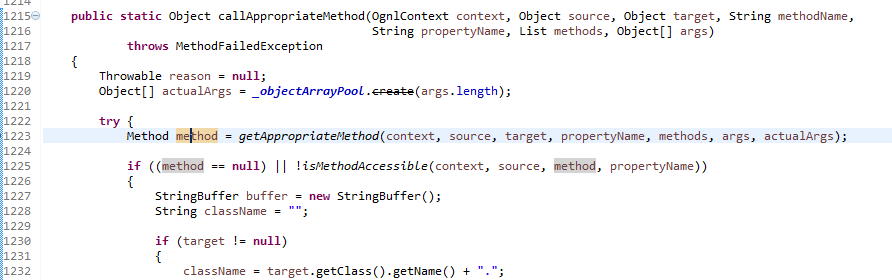 1214
1215 public static Object callAppropriateMethod(OgnlContext context, Object source, Object target, String methodName,
1216 String propertyName, List methods, Object[] args)
1217 throws MethodFailedException
1218 {
1219 Throwable reason = null;
1220 Object[] actualArgs = _objectArrayPool.create(args.length);
1221
1222 try {
1223 Method method = getAppropriateMethod(context, source, target, propertyName, methods, args, actualArgs);
1224
1225 if ((method == null) || !isMethodAccessible(context, source, method, propertyName))
1226 {
1227 StringBuffer buffer = new StringBuffer();
1228 String className = "";
1229
1230 if (target != null)
1231 {
1232 className = target.getClass().getName() + ".";